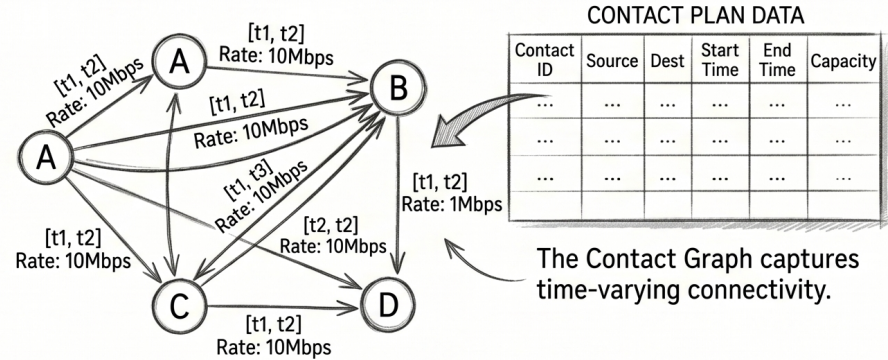 CONTACT PLAN DATA
Contact ID
Source
Dest
Start Time
End Time
Capacity
... ... ... ... ... ...
... ... ... ... ... ...
... ... ... ... ... ...
A
[t1, t2]
Rate: 10Mbps
A
[t1, t2]
Rate: 10Mbps
B
[t1, t2]
Rate: 10Mbps
[t1, t3]
Rate: 10Mbps
[t2, t2]
Rate: 10Mbps
[t1, t2]
Rate: 1Mbps
[t1, t2]
Rate: 10Mbps
C
D
[t1, t2]
Rate: 10Mbps
The Contact Graph captures
time-varying connectivity.